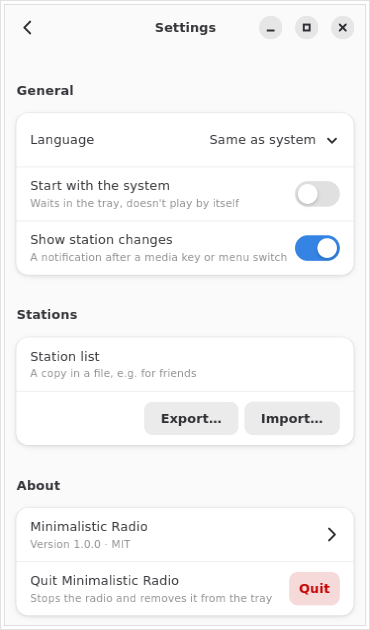 Settings
General
Language
Same as system
Start with the system
Waits in the tray, doesn't play by itself
Show station changes
A notification after a media key or menu switch
Stations
Station list
A copy in a file, e.g. for friends
Export...
Import...
About
Minimalistic Radio
Version 1.0.0 · MIT
Quit Minimalistic Radio
Stops the radio and removes it from the tray
Quit